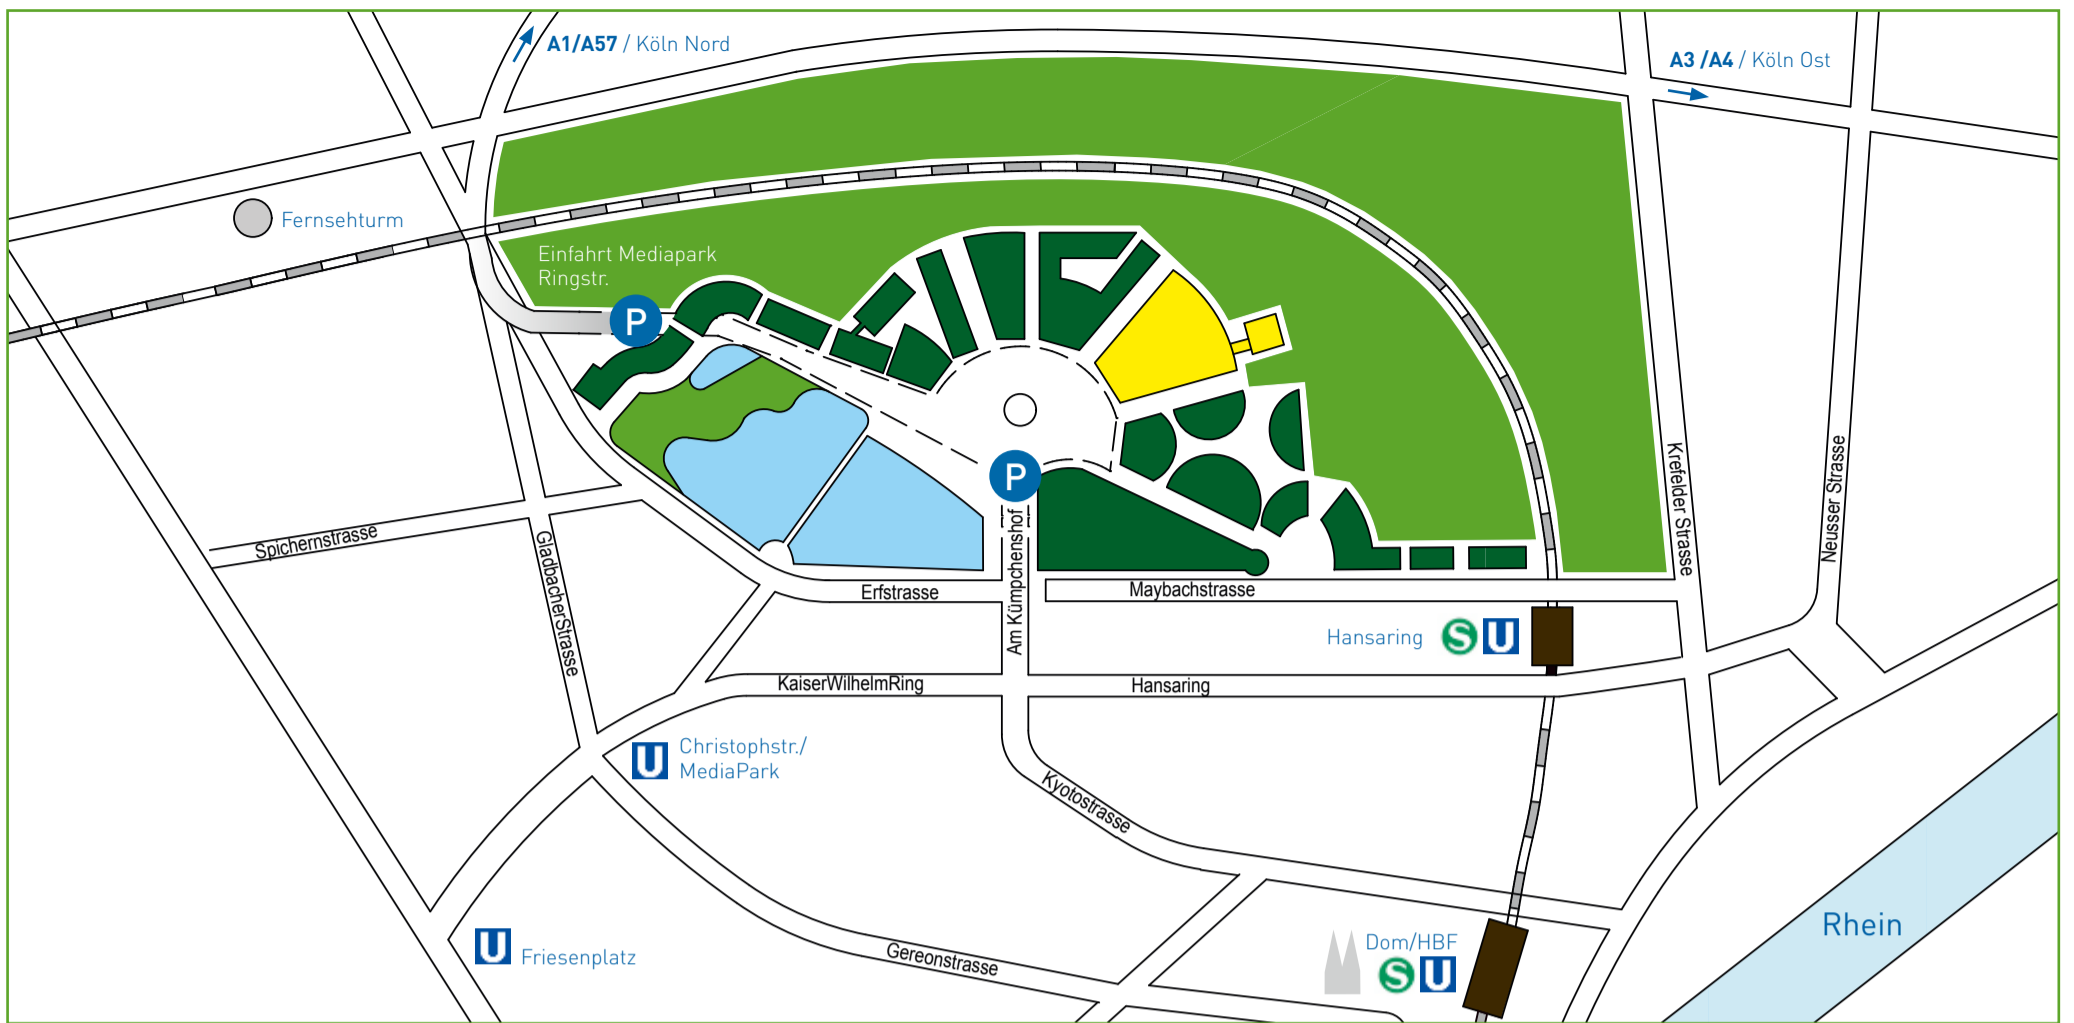 A1/A57 / Köln Nord
A3 /A4 / Köln Ost
Fernsehturm
Einfahrt Mediapark
Ringstr.
P
P
Krefelder Strasse
Neusser Strasse
Spichernstrasse
GladbacherStrasse
Am Kümpchenshof
Erfstrasse
Maybachstrasse
Hansaring S U
KaiserWilhelmRing
Hansaring
U Christophstr./
MediaPark
Kyotostrasse
Rhein
U Friesenplatz
Gereonstrasse
Dom/HBF
S U